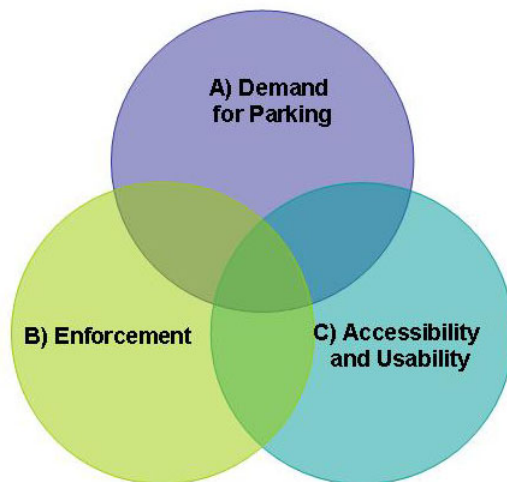 A) Demand
for Parking
B) Enforcement
C) Accessibility
and Usability